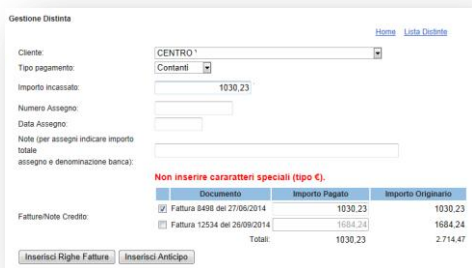 Gestione Distinta
Home Lista Distinte
Cliente: CENTRO '
Tipo pagamento: Contanti
Importo incassato: 1030,23
Numero Assegno:
Data Assegno:
Note (per assegni indicare importo
totale
assegno e denominazione banca):
Non inserire cararatteri speciali (tipo €).
Documento Importo Pagato Importo Originario
Fatture/Note Credito:
Fattura 8498 del 27/06/2014 1030,23 1030,23
Fattura 12534 del 26/09/2014 1684,24 1684,24
Totali: 1030,23 2.714,47
Inserisci Righe Fatture Inserisci Anticipo